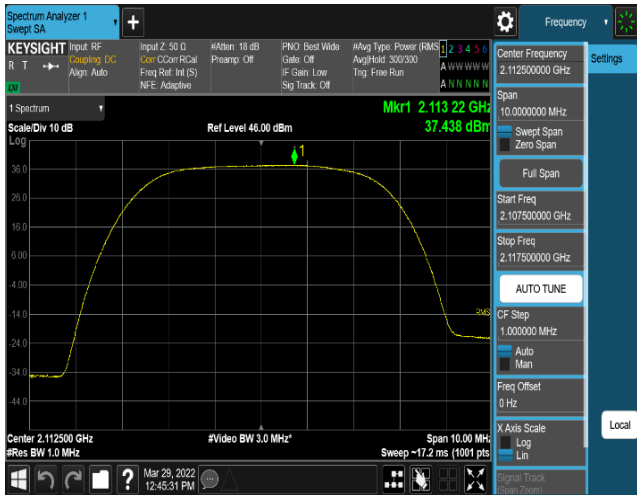 Spectrum Analyzer 1
Swept SA
Frequency
KEYSIGHT
R T
LXI
Input: RF
Coupling: DC
Align: Auto
Input Z: 50 Ω
Corr CCorr RCal
Freq Ref: Int (S)
NFE: Adaptive
#Atten: 18 dB
Preamp: Off
PNO: Best Wide
Gate: Off
IF Gain: Low
Sig Track: Off
#Avg Type: Power (RMS
Avg|Hold: 300/300
Trig: Free Run
1 2 3 4 5 6
A W W W W W
A N N N N N
1 Spectrum
Scale/Div 10 dB
Log
Ref Level 46.00 dBm
Mkr1 2.113 22 GHz
37.438 dBm
1
36.0
26.0
16.0
6.00
-4.00
-14.0
-24.0
-34.0
-44.0
RMS
Center 2.112500 GHz
#Res BW 1.0 MHz
#Video BW 3.0 MHz*
Span 10.00 MHz
Sweep ~17.2 ms (1001 pts)
Mar 29, 2022
12:45:31 PM
Center Frequency
2.112500000 GHz
Span
10.0000000 MHz
Swept Span
Zero Span
Full Span
Start Freq
2.107500000 GHz
Stop Freq
2.117500000 GHz
AUTO TUNE
CF Step
1.000000 MHz
Auto
Man
Freq Offset
0 Hz
X Axis Scale
Log
Lin
Signal Track
(Span Zoom)
Settings
Local